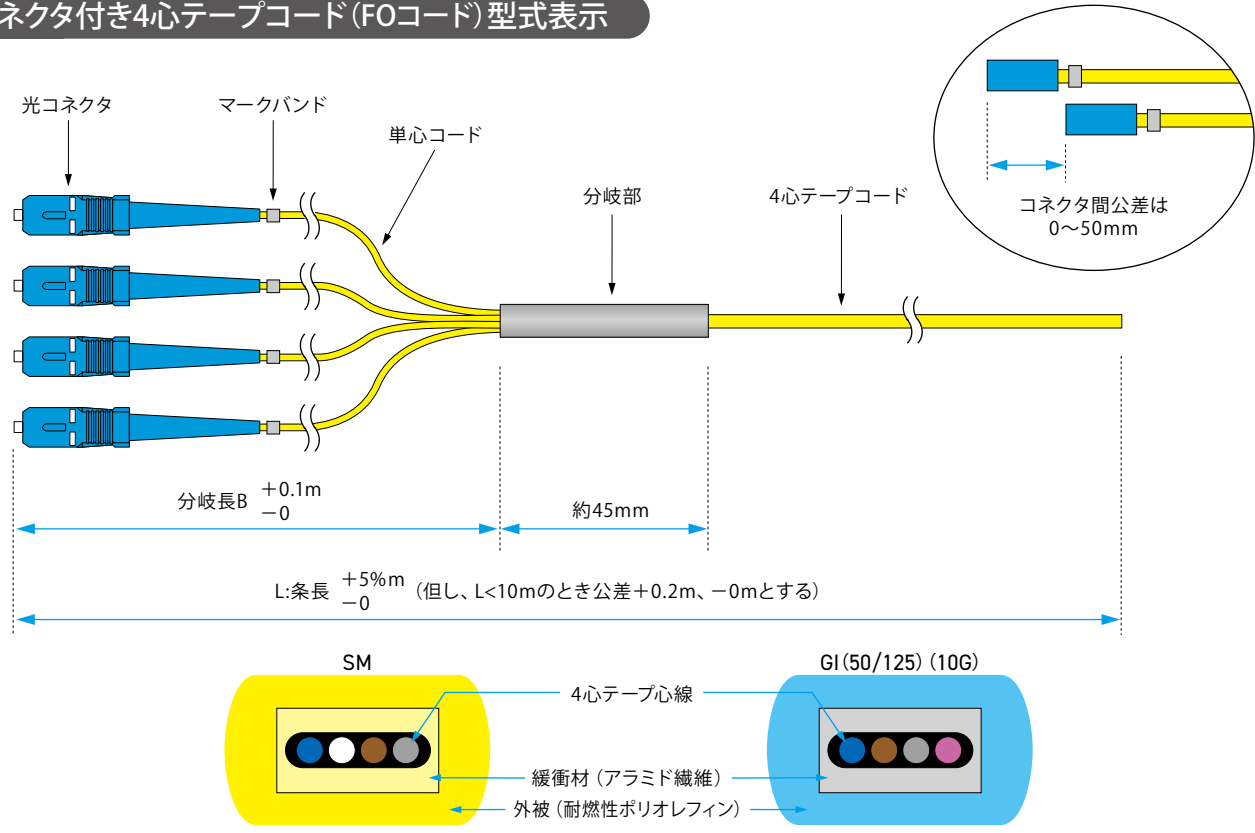 ネクタ付き4心テープコード(FOコード)型式表示
光コネクタ
マークバンド
単心コード
分岐部
4心テープコード
コネクタ間公差は
0〜50mm
分岐長B +0.1m
−0
約45mm
L:条長 +5%m (但し、L<10mのとき公差+0.2m、−0mとする)
−0
SM
GI(50/125)(10G)
4心テープ心線
緩衝材(アラミド繊維)
外被(耐燃性ポリオレフィン)